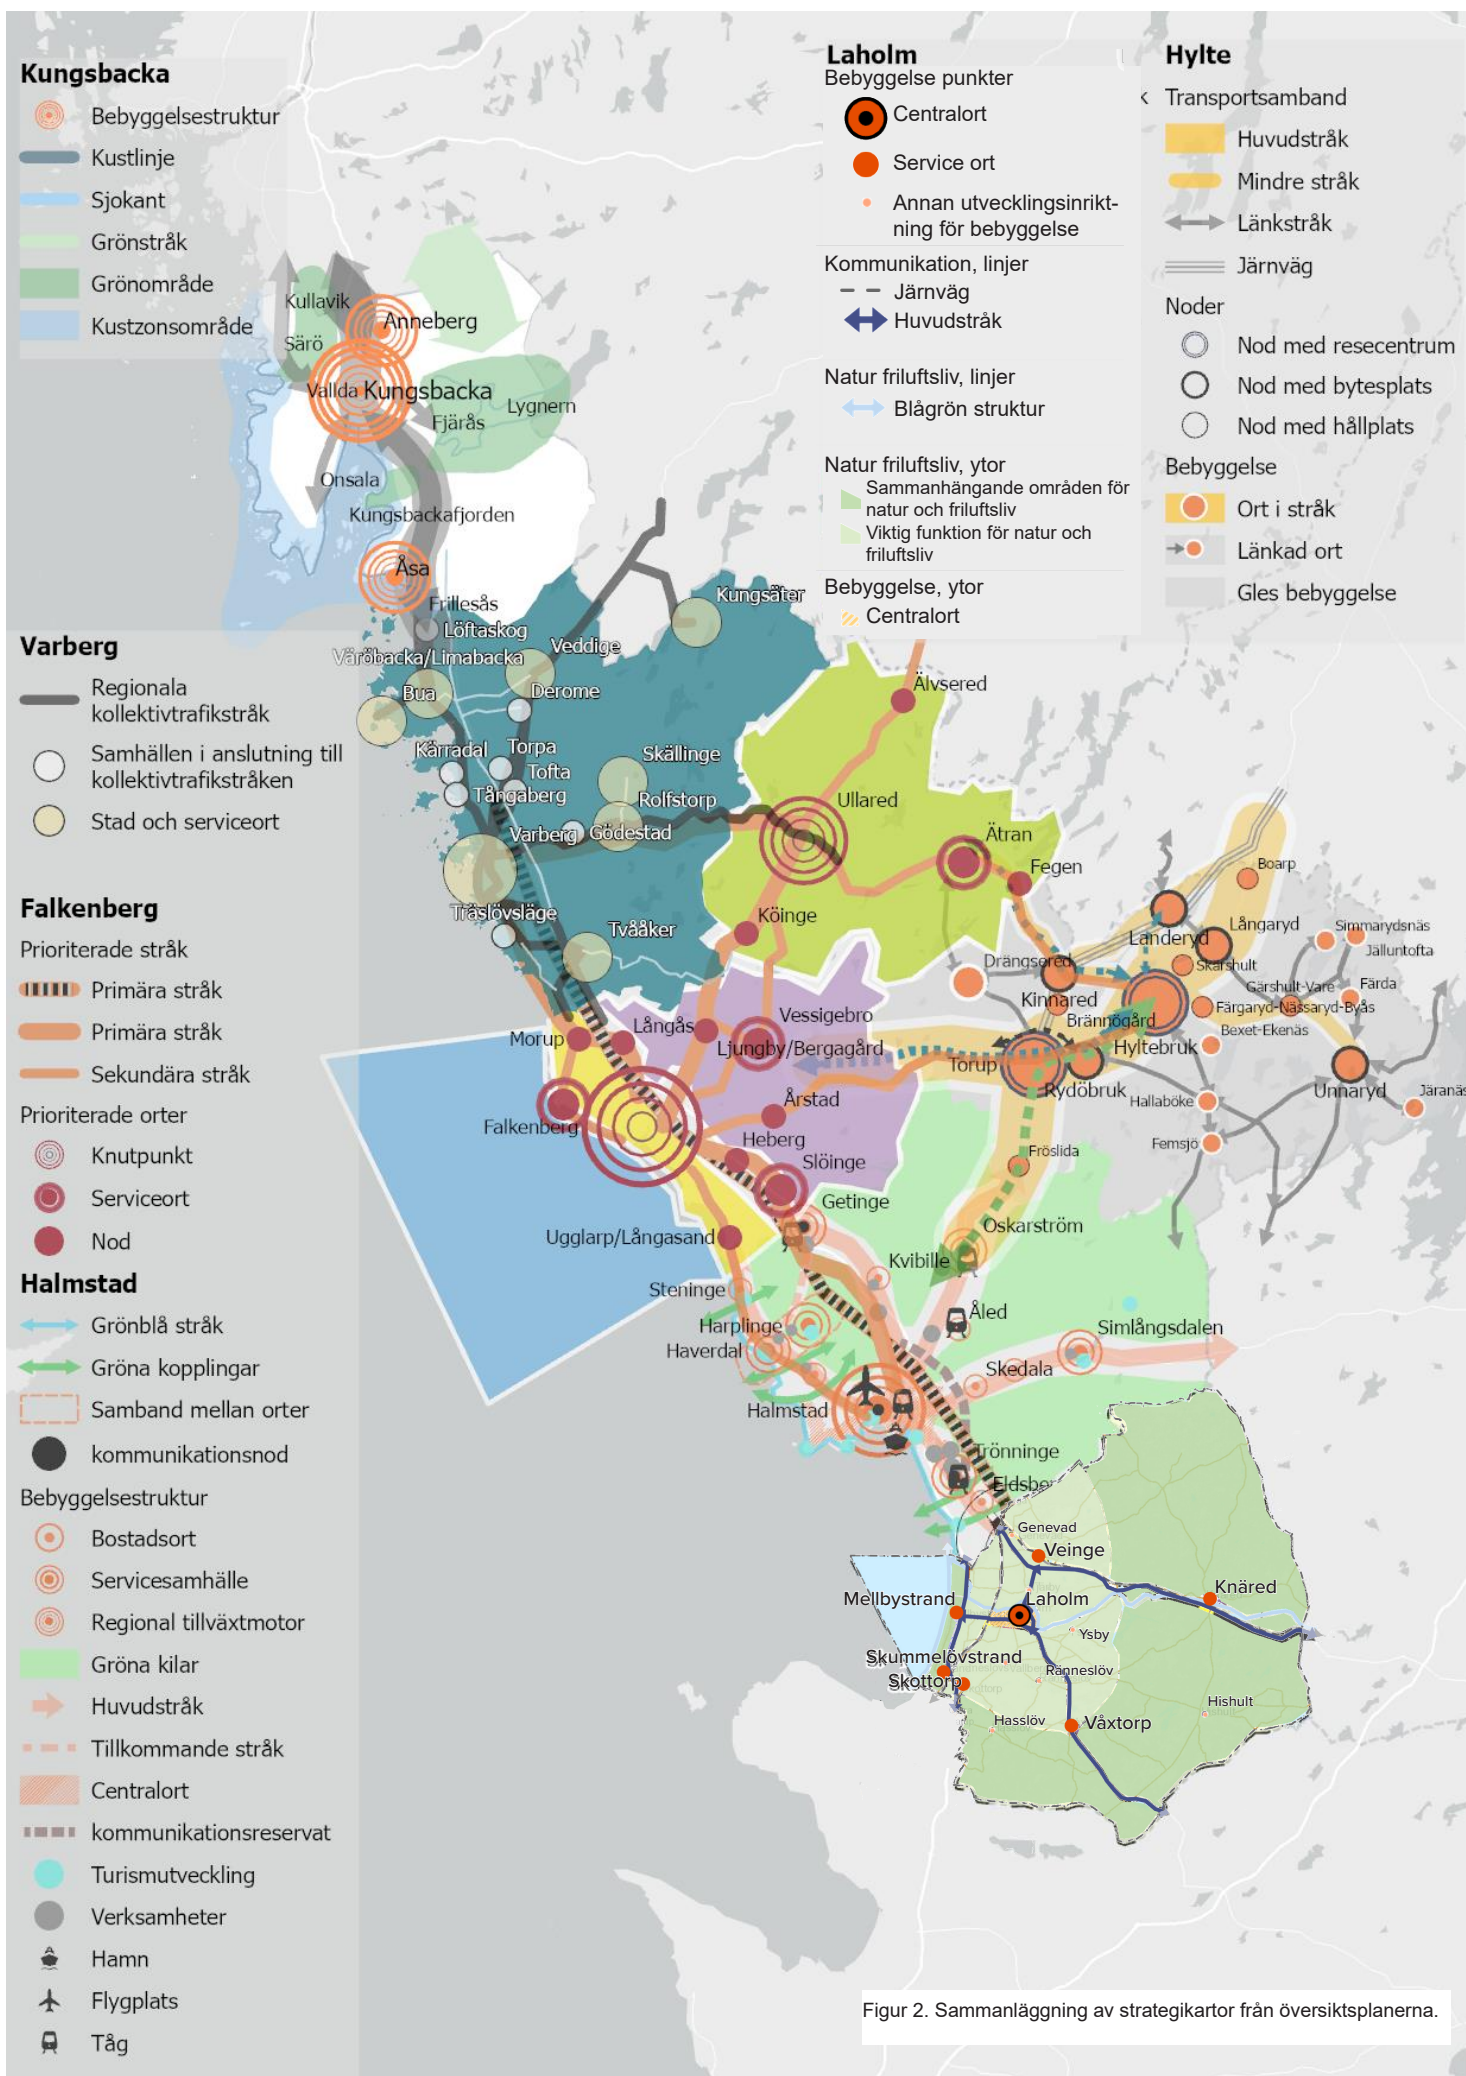 Kungsbacka
Bebyggelsestruktur
Kustlinje
Sjokant
Grönstråk
Grönområde
Kustzonsområde
Varberg
Regionala
kollektivtrafikstråk
Samhällen i anslutning till
kollektivtrafikstråken
Stad och serviceort
Falkenberg
Prioriterade stråk
Primära stråk
Primära stråk
Sekundära stråk
Prioriterade orter
Knutpunkt
Serviceort
Nod
Halmstad
Grönblå stråk
Gröna kopplingar
Samband mellan orter
kommunikationsnod
Bebyggelsestruktur
Bostadsort
Servicesamhälle
Regional tillväxtmotor
Gröna kilar
Huvudstråk
Tillkommande stråk
Centralort
kommunikationsreservat
Turismutveckling
Verksamheter
Hamn
Flygplats
Tåg
Laholm
Bebyggelse punkter
Centralort
Service ort
Annan utvecklingsinrikt-
ning för bebyggelse
Kommunikation, linjer
Järnväg
Huvudstråk
Natur friluftsliv, linjer
Blågrön struktur
Natur friluftsliv, ytor
Sammanhängande områden för
natur och friluftsliv
Viktig funktion för natur och
friluftsliv
Bebyggelse, ytor
Centralort
Hylte
Transportsamband
Huvudstråk
Mindre stråk
Länkstråk
Järnväg
Noder
Nod med resecentrum
Nod med bytesplats
Nod med hållplats
Bebyggelse
Ort i stråk
Länkad ort
Gles bebyggelse
Kullavik
Anneberg
Särö
Vallda
Kungsbacka
Lygnern
Fjärås
Onsala
Kungsbackafjorden
Åsa
Frillesås
Löftaskog
Väröbacka/Limabacka
Veddige
Kungsäter
Bua
Derome
Kärradal
Torpa
Tofta
Tångaberg
Skällinge
Rolfstorp
Varberg
Gödestad
Träslövsläge
Tvååker
Älvsered
Ullared
Ätran
Fegen
Köinge
Boarp
Långaryd
Simmarydsnäs
Jälluntofta
Landeryd
Skärshult
Drängsered
Kinnared
Gärshult-Vare
Färda
Färgaryd-Nässaryd-Byås
Brännögård
Bexet-Ekenäs
Hyltebruk
Torup
Rydöbruk
Unnaryd
Hallaböke
Järanäs
Femsjö
Fröslida
Morup
Långås
Vessigebro
Ljungby/Bergagård
Årstad
Falkenberg
Heberg
Slöinge
Getinge
Ugglarp/Långasand
Oskarström
Kvibille
Steninge
Åled
Harplinge
Haverdal
Simlångsdalen
Skedala
Halmstad
Trönninge
Eldsber
Genevad
Veinge
Mellbystrand
Laholm
Knäred
Ysby
Skummelövstrand
Skottorp
Ränneslöv
Hishult
Hasslöv
Våxtorp
Figur 2. Sammanläggning av strategikartor från översiktsplanerna.